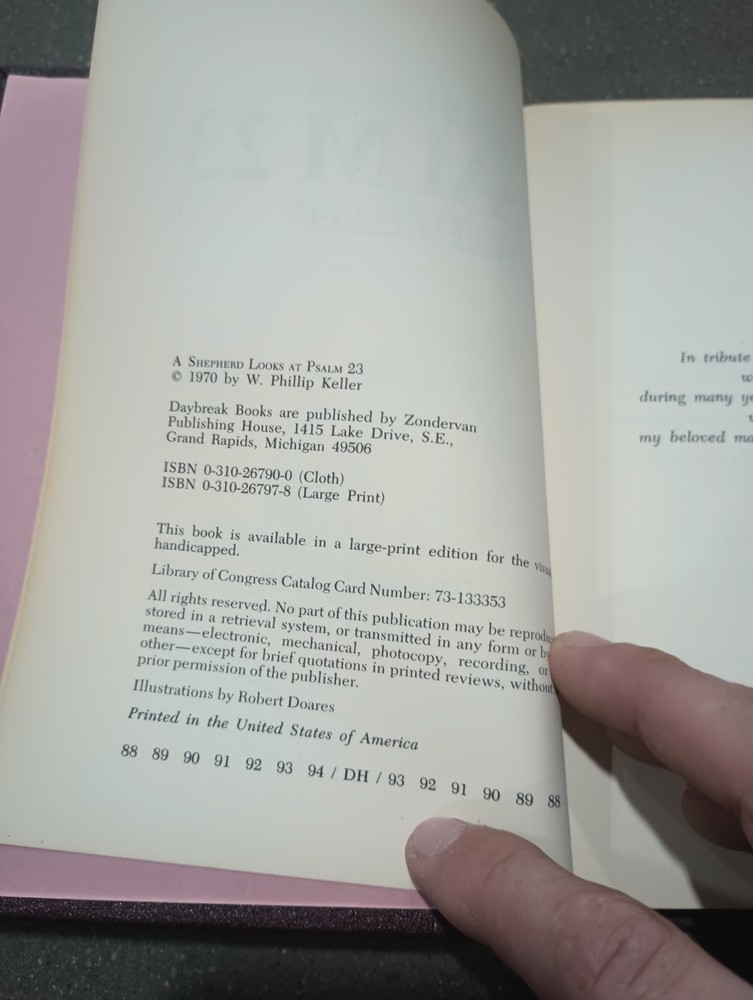 A Shepherd Looks at Psalm 23
© 1970 by W. Phillip Keller
Daybreak Books are published by Zondervan
Publishing House, 1415 Lake Drive, S.E.,
Grand Rapids, Michigan 49506
ISBN 0-310-26790-0 (Cloth)
ISBN 0-310-26797-8 (Large Print)
This book is available in a large-print edition for the
handicapped.
Library of Congress Catalog Card Number: 73-133353
All rights reserved. No part of this publication may be
stored in a retrieval system, or transmitted in any form or by
means—electronic, mechanical, photocopy, recording, or
other—except for brief quotations in printed reviews, without
prior permission of the publisher.
Illustrations by Robert Doares
Printed in the United States of America
88 89 90 91 92 93 94 / DH / 93 92 91 90 89 88
In tribute
during many
my beloved